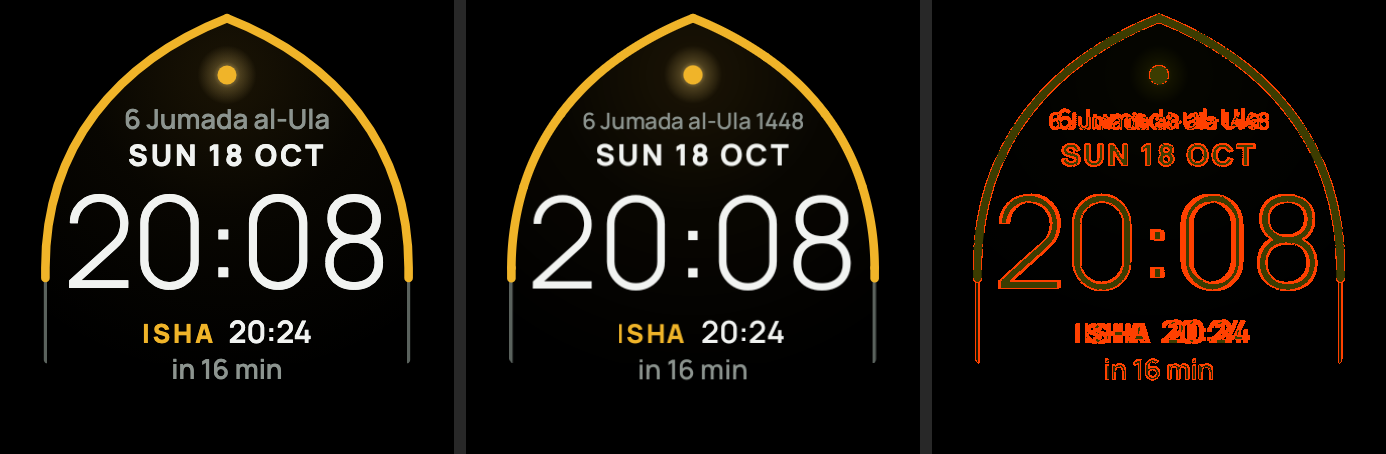 6 Jumada al-Ula
SUN 18 OCT
20:08
ISHA 20:24
in 16 min
6 Jumada al-Ula 1448
SUN 18 OCT
20:08
ISHA 20:24
in 16 min
SUN 18 OCT
20:08
in 16 min